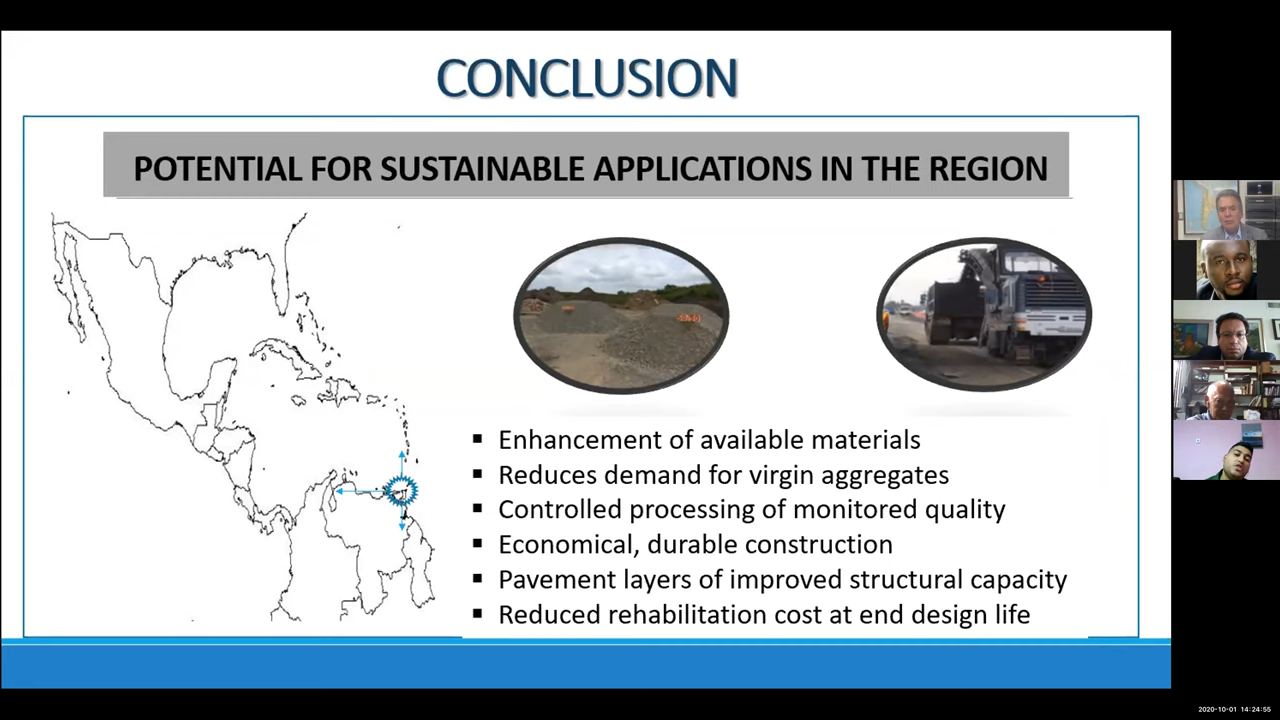 CONCLUSION
POTENTIAL FOR SUSTAINABLE APPLICATIONS IN THE REGION
▪ Enhancement of available materials
▪ Reduces demand for virgin aggregates
▪ Controlled processing of monitored quality
▪ Economical, durable construction
▪ Pavement layers of improved structural capacity
▪ Reduced rehabilitation cost at end design life
2020-10-01 14:24:55